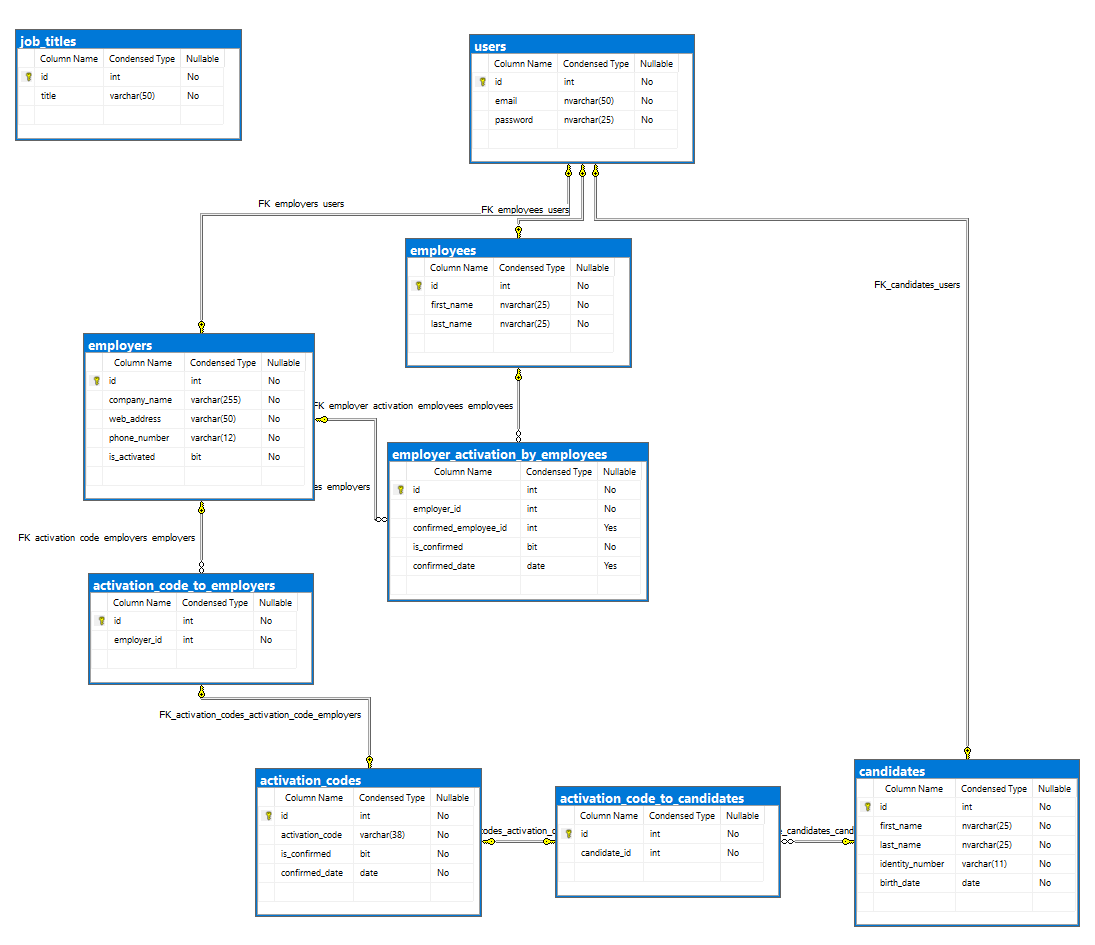 job_titles
Column Name Condensed Type Nullable
id int No
title varchar(50) No
users
Column Name Condensed Type Nullable
id int No
email nvarchar(50) No
password nvarchar(25) No
FK_employers_users
FK_employees_users
FK_candidates_users
employees
Column Name Condensed Type Nullable
id int No
first_name nvarchar(25) No
last_name nvarchar(25) No
employers
Column Name Condensed Type Nullable
id int No
company_name varchar(255) No
web_address varchar(50) No
phone_number varchar(12) No
is_activated bit No
FK_employer_activation_employees_employees
es_employers
employer_activation_by_employees
Column Name Condensed Type Nullable
id int No
employer_id int No
confirmed_employee_id int Yes
is_confirmed bit No
confirmed_date date Yes
FK_activation_code_employers_employers
activation_code_to_employers
Column Name Condensed Type Nullable
id int No
employer_id int No
FK_activation_codes_activation_code_employers
activation_codes
Column Name Condensed Type Nullable
id int No
activation_code varchar(38) No
is_confirmed bit No
confirmed_date date No
codes_activation_c
activation_code_to_candidates
Column Name Condensed Type Nullable
id int No
candidate_id int No
e_candidates_cand
candidates
Column Name Condensed Type Nullable
id int No
first_name nvarchar(25) No
last_name nvarchar(25) No
identity_number varchar(11) No
birth_date date No